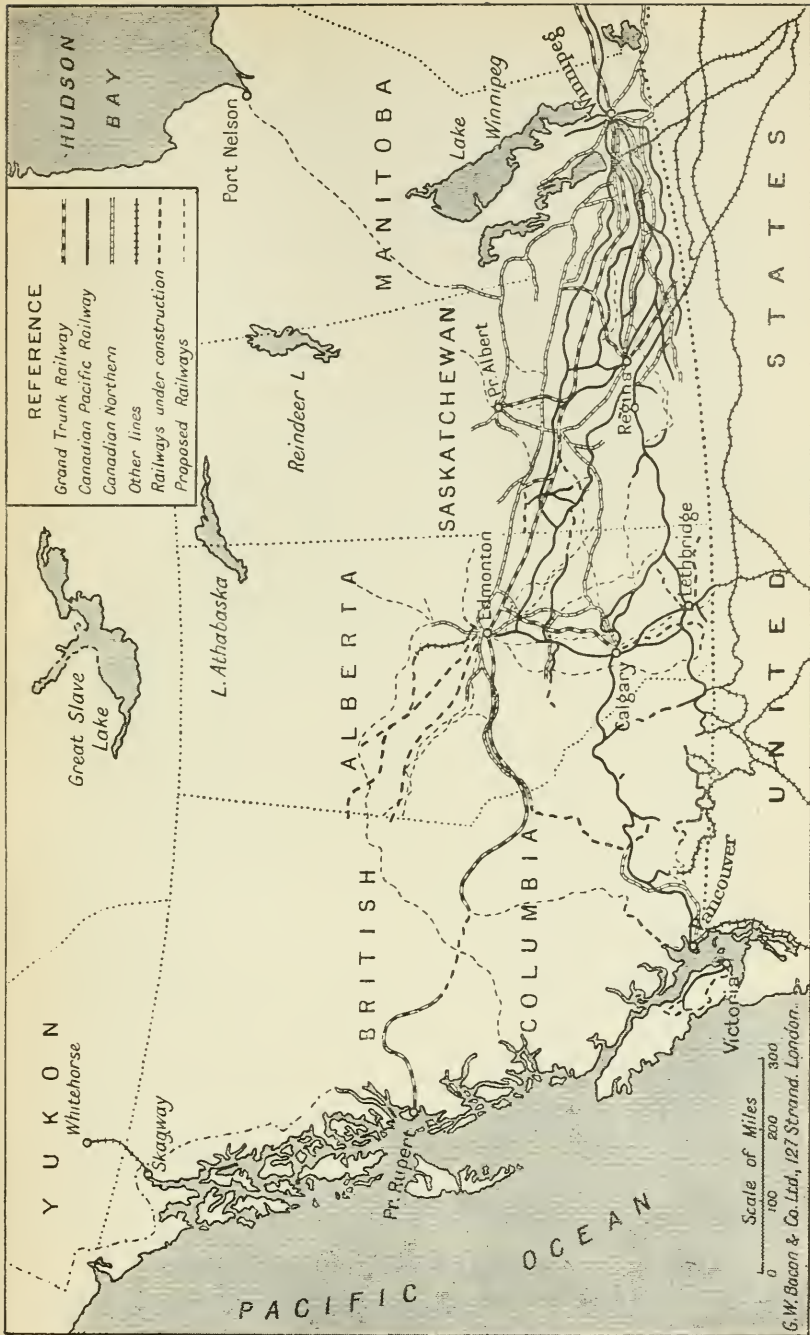 HUDSON
BAY
Port Nelson
REFERENCE
Grand Trunk Railway
Canadian Pacific Railway
Canadian Northern
Other lines
Railways under construction
Proposed Railways
Great Slave
Lake
L. Athabaska
Reindeer L
YUKON
Whitehorse
Skagway
MANITOBA
Lake
Winnipeg
Winnipeg
SASKATCHEWAN
Pr. Albert
Regina
ALBERTA
Edmonton
Calgary
Lethbridge
BRITISH
COLUMBIA
Pr. Rupert
Vancouver
Victoria
UNITED
STATES
PACIFIC
OCEAN
Scale of Miles
0 100 200 300
G.W. Bacon & Co. Ltd., 127 Strand. London.